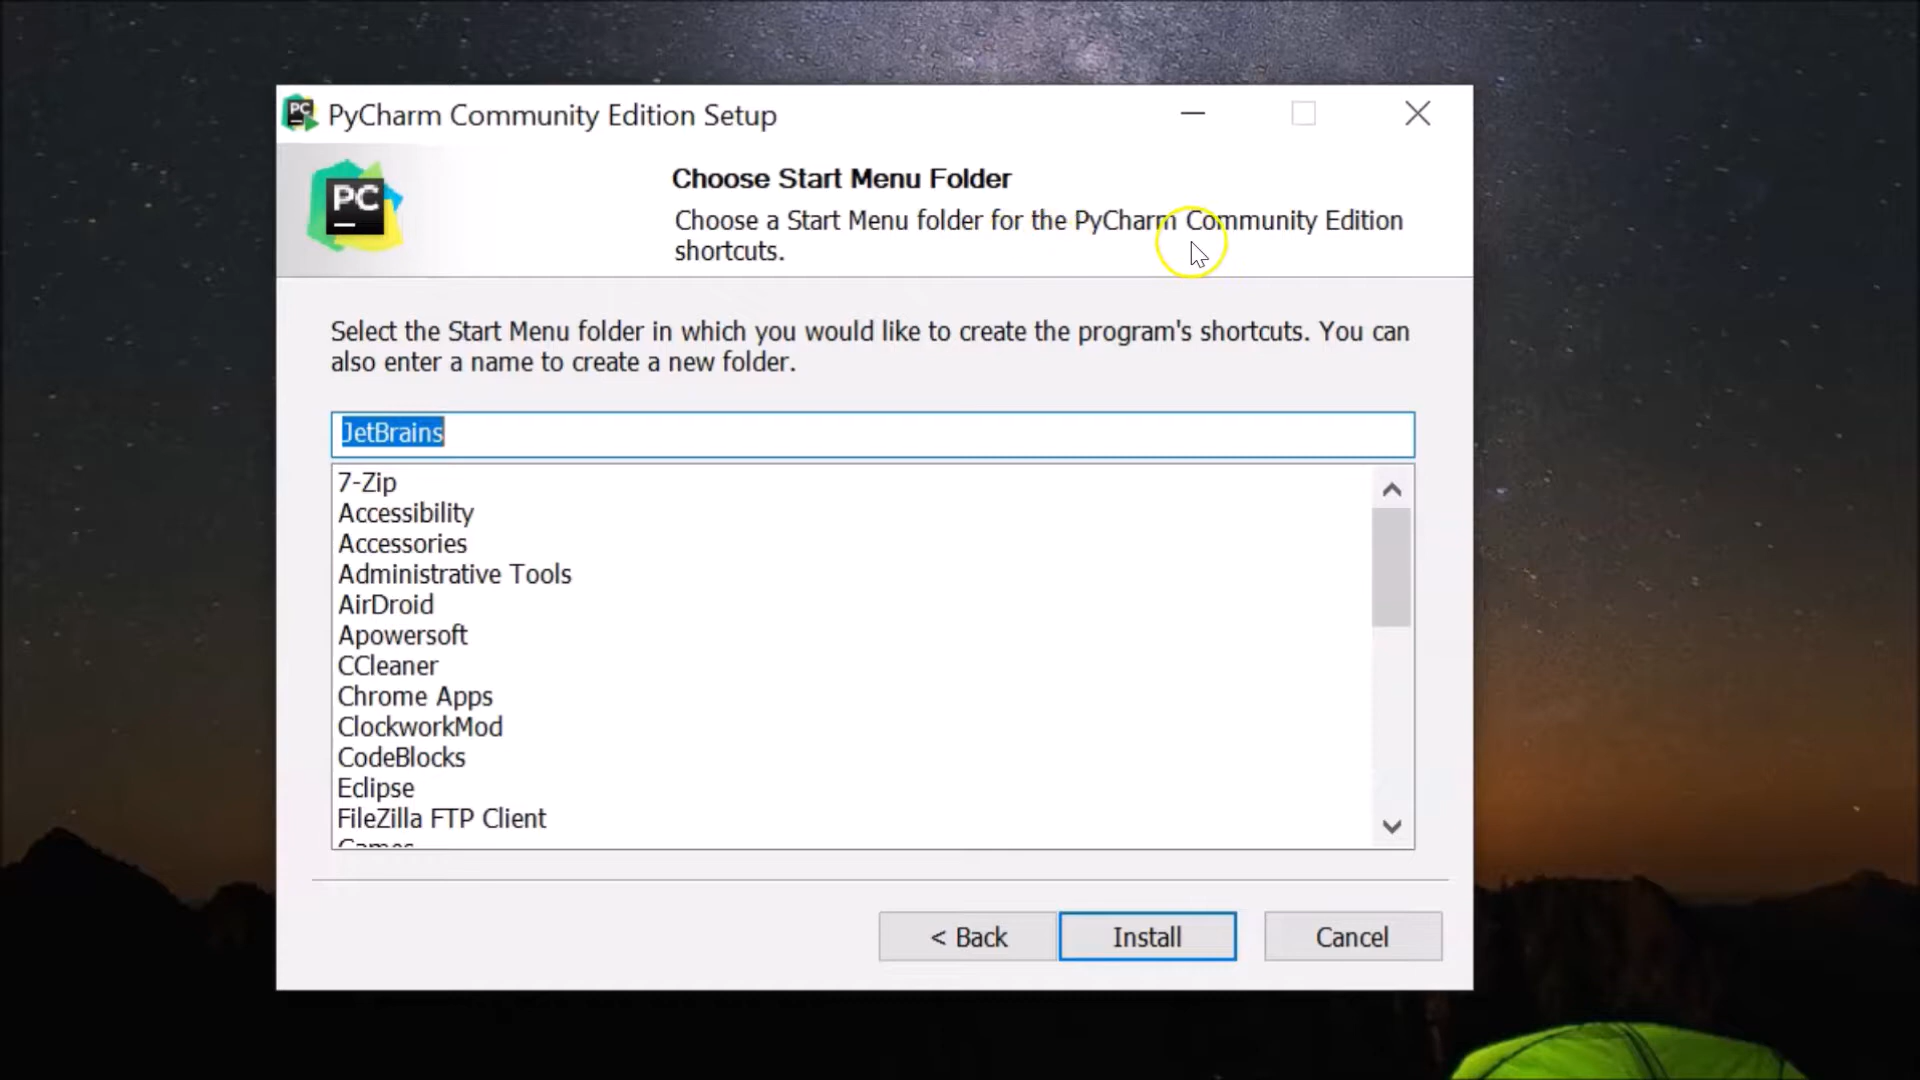 PyCharm Community Edition Setup
PC
Choose Start Menu Folder
Choose a Start Menu folder for the PyCharm Community Edition
shortcuts.
Select the Start Menu folder in which you would like to create the program's shortcuts. You can
also enter a name to create a new folder.
JetBrains
7-Zip
Accessibility
Accessories
Administrative Tools
AirDroid
Apowersoft
CCleaner
Chrome Apps
ClockworkMod
CodeBlocks
Eclipse
FileZilla FTP Client
Games
< Back
Install
Cancel